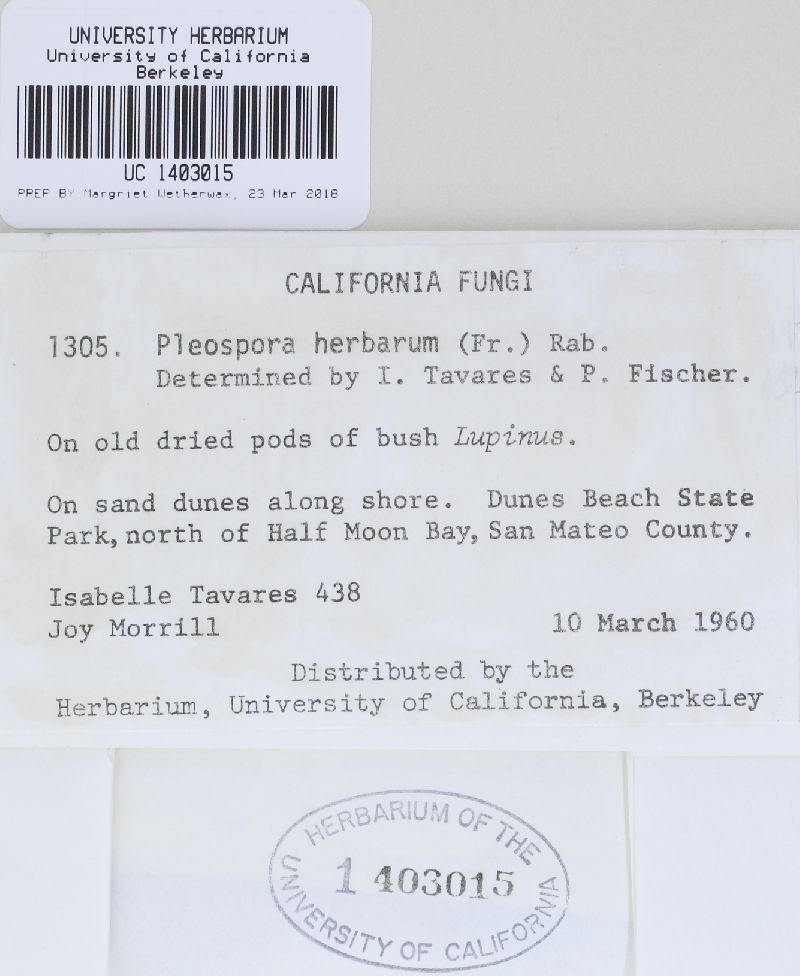 UNIVERSITY HERBARIUM
University of California
Berkeley
UC 1403015
PREP BY Margriet Wetherwax, 23 Mar 2018
CALIFORNIA FUNGI
1305. Pleospora herbarum (Fr.) Rab.
Determined by I. Tavares & P. Fischer.
On old dried pods of bush Lupinus.
On sand dunes along shore. Dunes Beach State
Park, north of Half Moon Bay, San Mateo County.
Isabelle Tavares 438
Joy Morrill 10 March 1960
Distributed by the
Herbarium, University of California, Berkeley
HERBARIUM OF THE
1 403015
UNIVERSITY OF CALIFORNIA